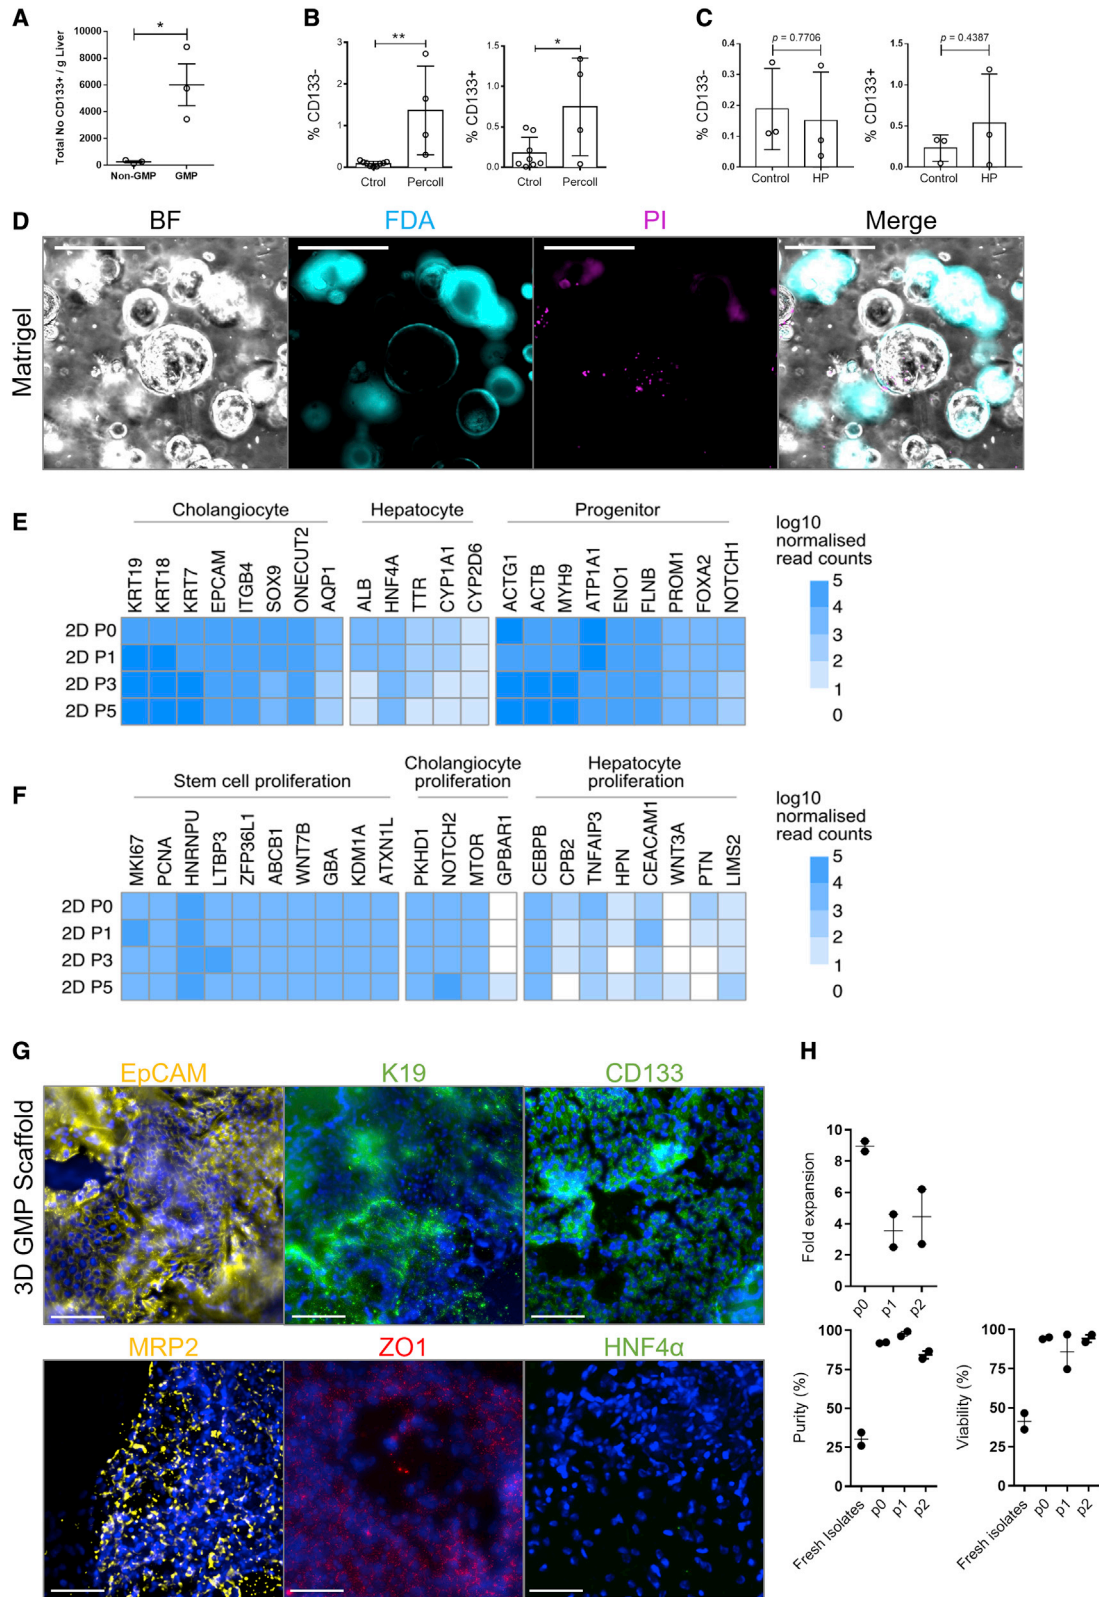 A
Total No CD133+ / g Liver
10000
8000
6000
4000
2000
0
*
Non-GMP GMP
B
% CD133-
3
2
1
0
**
Ctrol Percoll
% CD133+
1.5
1.0
0.5
0.0
*
Ctrol Percoll
C
% CD133-
0.4
0.3
0.2
0.1
0.0
p = 0.7706
Control HP
% CD133+
1.5
1.0
0.5
0.0
p = 0.4387
Control HP
D
BF FDA PI Merge
Matrigel
E
Cholangiocyte Hepatocyte Progenitor
KRT19 KRT18 KRT7 EPCAM ITGB4 SOX9 ONECUT2 AQP1 ALB HNF4A TTR CYP1A1 CYP2D6 ACTG1 ACTB MYH9 ATP1A1 ENO1 FLNB PROM1 FOXA2 NOTCH1
2D P0
2D P1
2D P3
2D P5
log10
normalised
read counts
5
4
3
2
1
0
F
Stem cell proliferation
Cholangiocyte
proliferation
Hepatocyte
proliferation
MKI67 PCNA HNRNPU LTBP3 ZFP36L1 ABCB1 WNT7B GBA KDM1A ATXN1L PKHD1 NOTCH2 MTOR GPBAR1 CEBPB CPB2 TNFAIP3 HPN CEACAM1 WNT3A PTN LIMS2
2D P0
2D P1
2D P3
2D P5
log10
normalised
read counts
5
4
3
2
1
0
G
EpCAM K19 CD133
3D GMP Scaffold
MRP2 ZO1 HNF4α
H
Fold expansion
10
8
6
4
2
0
p0 p1 p2
Purity (%)
100
75
50
25
0
Fresh Isolates p0 p1 p2
Viability (%)
100
75
50
25
0
Fresh isolates p0 p1 p2